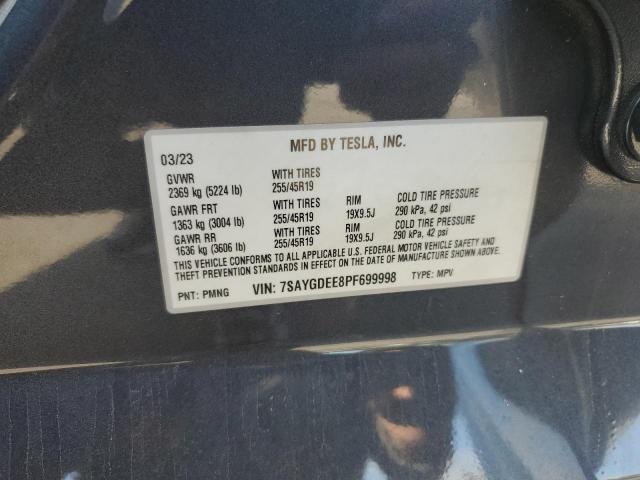 MFD BY TESLA, INC.
03/23
GVWR WITH TIRES
2369 kg (5224 lb) 255/45R19
GAWR FRT WITH TIRES RIM COLD TIRE PRESSURE
1363 kg (3004 lb) 255/45R19 19X9.5J 290 kPa, 42 psi
GAWR RR WITH TIRES RIM COLD TIRE PRESSURE
1636 kg (3606 lb) 255/45R19 19X9.5J 290 kPa, 42 psi
THIS VEHICLE CONFORMS TO ALL APPLICABLE U.S. FEDERAL MOTOR VEHICLE SAFETY AND
THEFT PREVENTION STANDARDS IN EFFECT ON THE DATE OF MANUFACTURE SHOWN ABOVE.
PNT: PMNG VIN: 7SAYGDEE8PF699998 TYPE: MPV